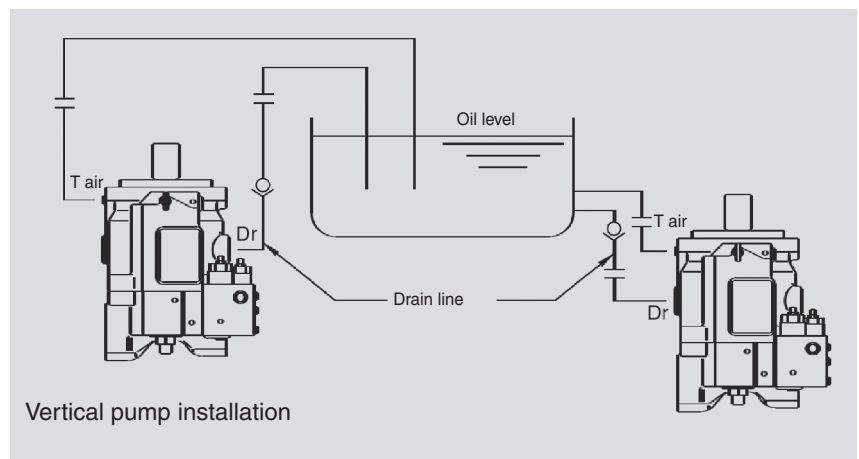 Oil level
T air
T air
Dr
Drain line
Dr
Vertical pump installation